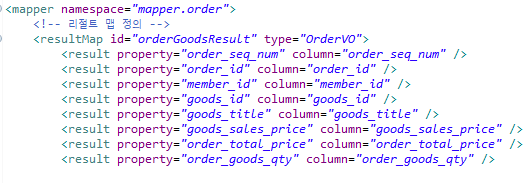 <mapper namespace="mapper.order">
<!-- 리절트 맵 정의 -->
<resultMap id="orderGoodsResult" type="OrderVO">
<result property="order_seq_num" column="order_seq_num" />
<result property="order_id" column="order_id" />
<result property="member_id" column="member_id" />
<result property="goods_id" column="goods_id" />
<result property="goods_title" column="goods_title" />
<result property="goods_sales_price" column="goods_sales_price" />
<result property="order_total_price" column="order_total_price" />
<result property="order_goods_qty" column="order_goods_qty" />